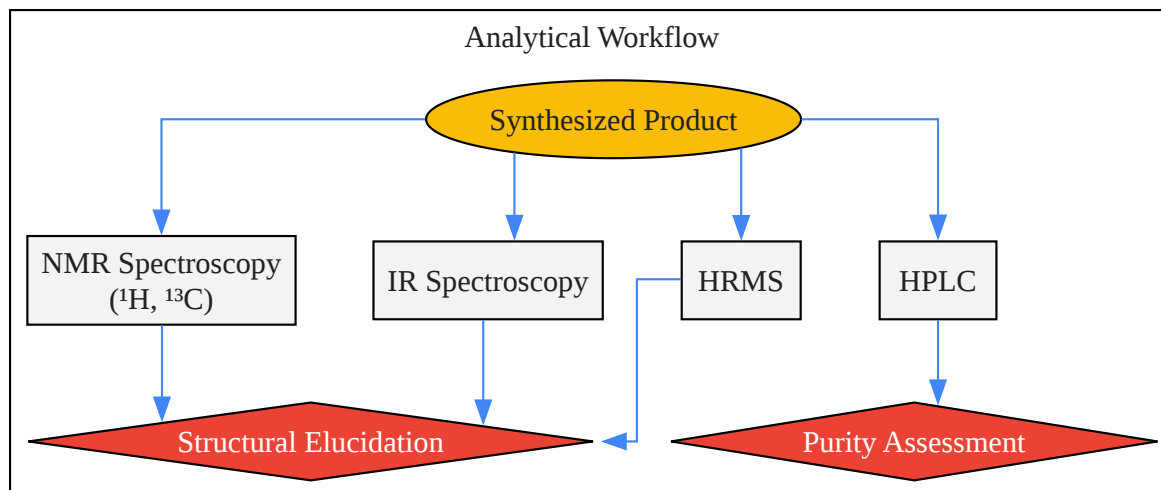 Analytical Workflow
Synthesized Product
NMR Spectroscopy
(¹H, ¹³C)
IR Spectroscopy
HRMS
HPLC
Structural Elucidation
Purity Assessment